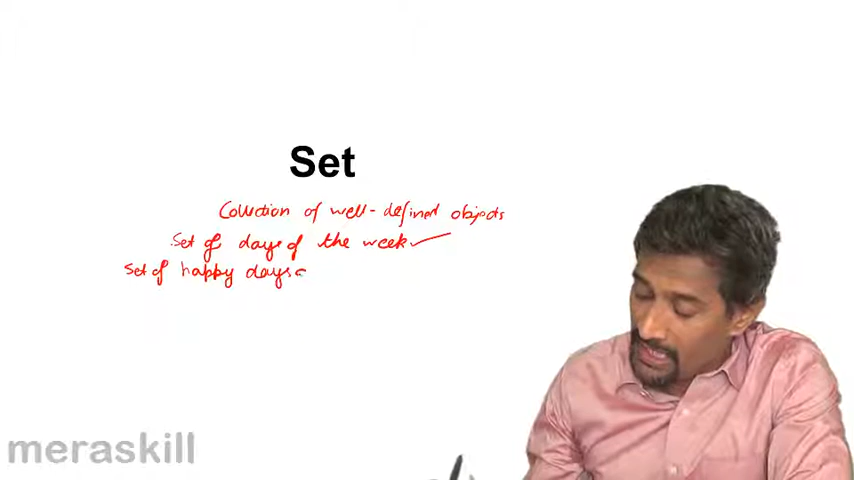 Set
Collection of well-defined objects
Set of days of the week
Set of happy days
meraskill